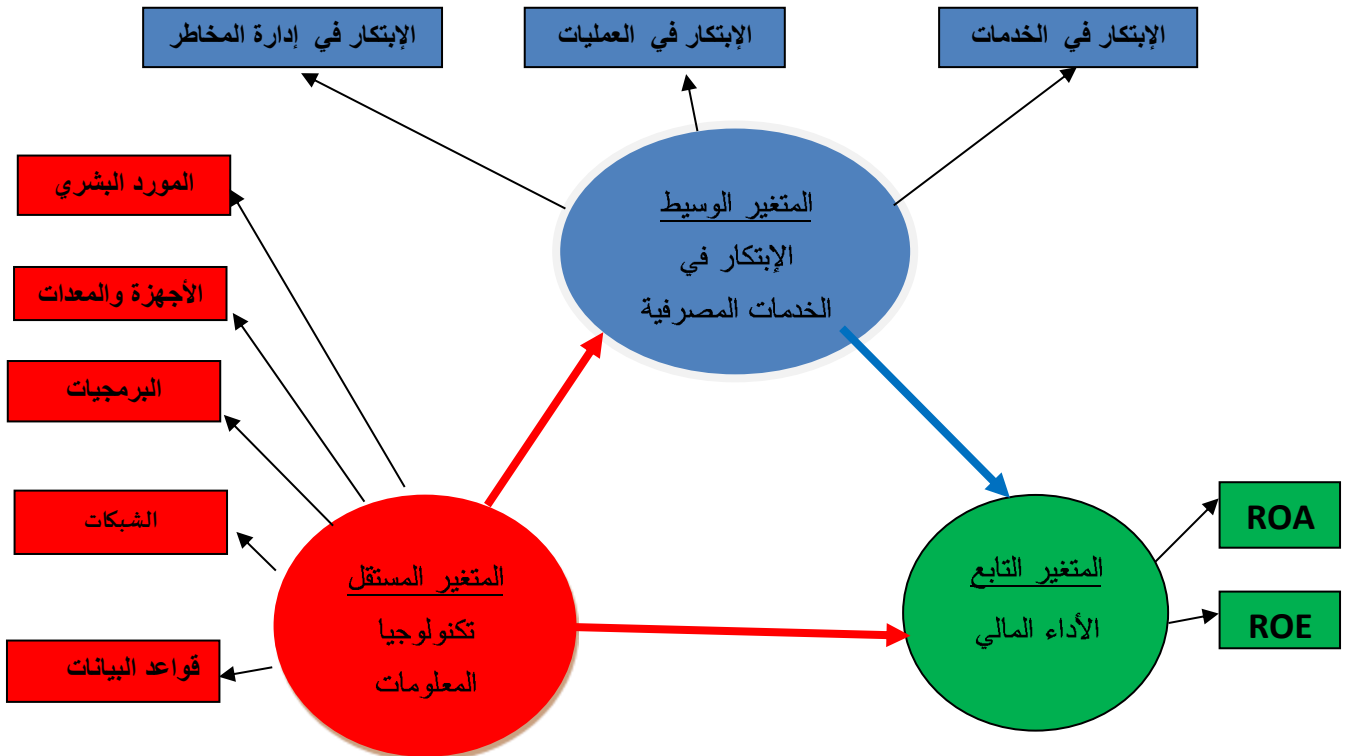 الإبتكار في الخدمات
الإبتكار في العمليات
الإبتكار في إدارة المخاطر
المتغير الوسيط
الإبتكار في
الخدمات المصرفية
المورد البشري
الأجهزة والمعدات
البرمجيات
الشبكات
قواعد البيانات
المتغير المستقل
تكنولوجيا
المعلومات
المتغير التابع
الأداء المالي
ROA
ROE